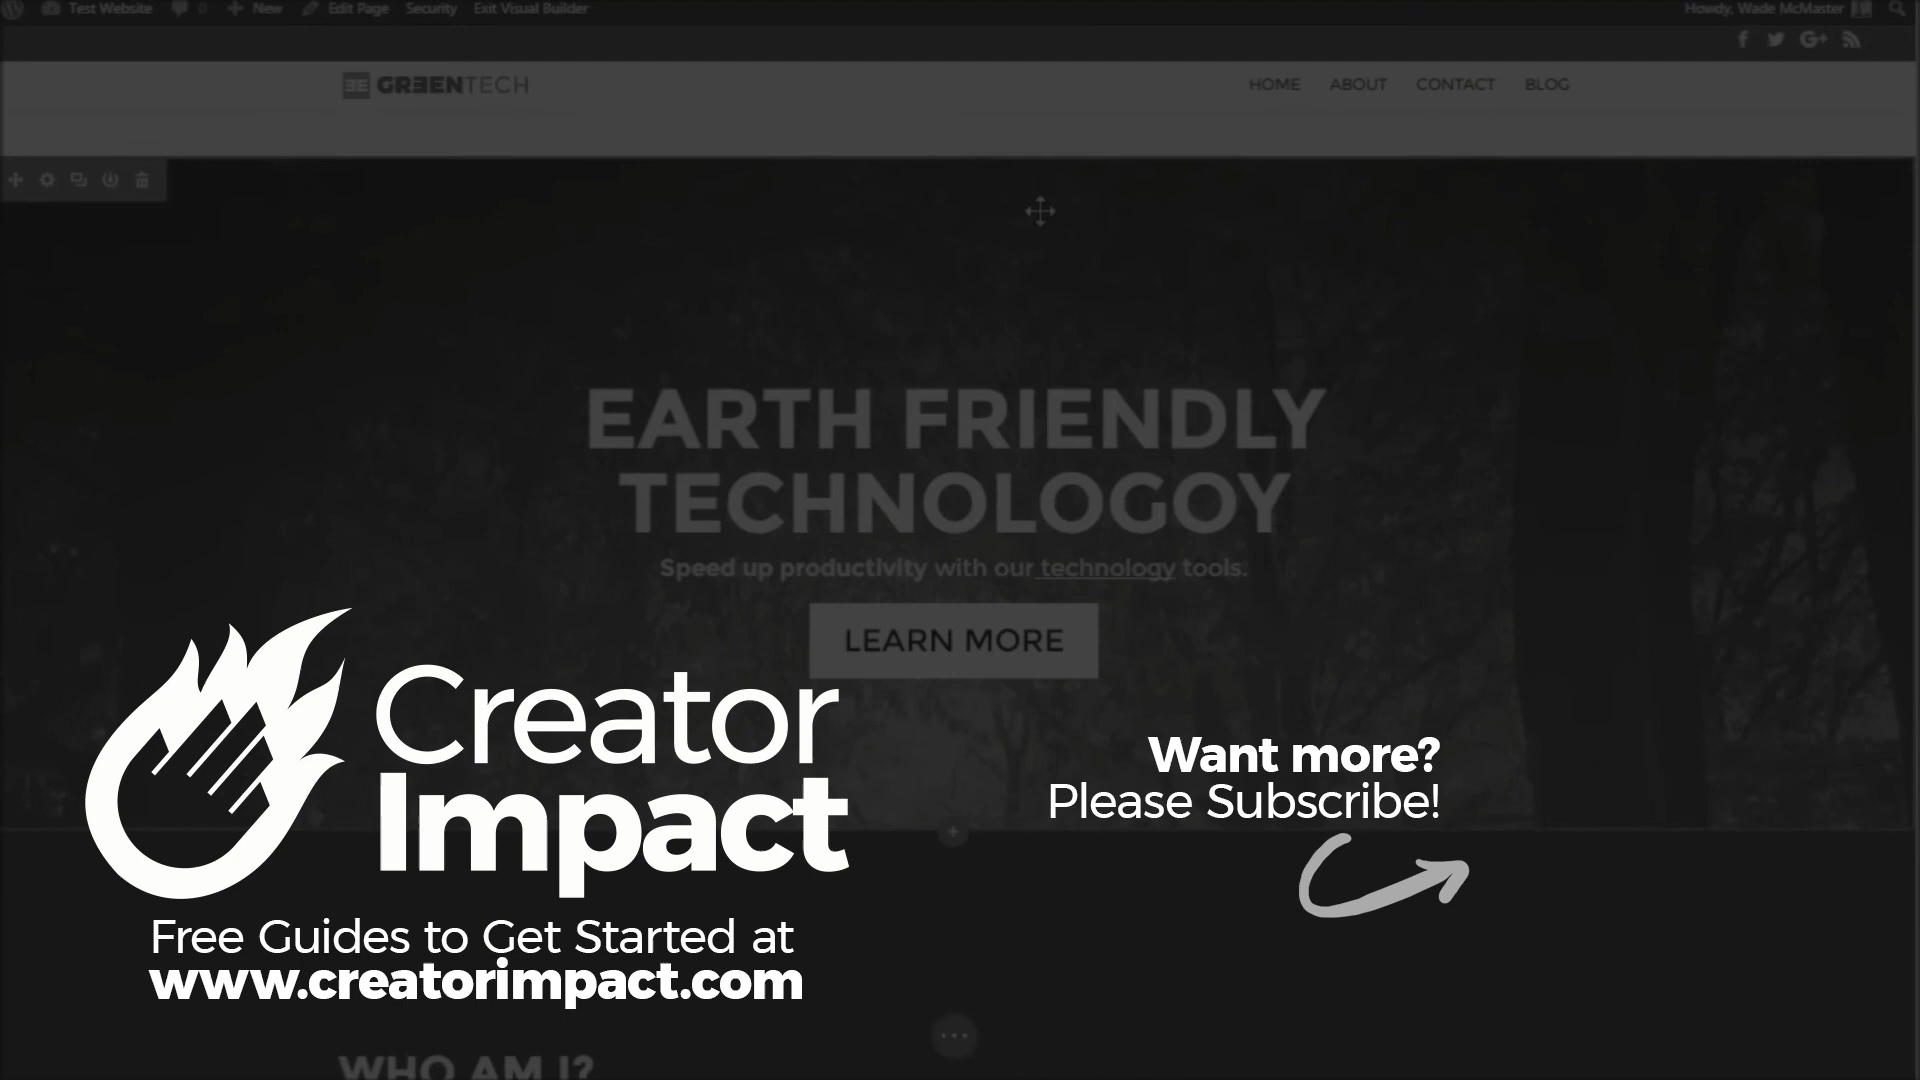 Test Website 0 New Edit Page Security Exit Visual Builder Howdy, Wade McMaster
GREENTECH HOME ABOUT CONTACT BLOG
EARTH FRIENDLY
TECHNOLOGOY
Speed up productivity with our technology tools.
LEARN MORE
Creator
Impact
Free Guides to Get Started at
www.creatorimpact.com
Want more?
Please Subscribe!
WHO AM I?